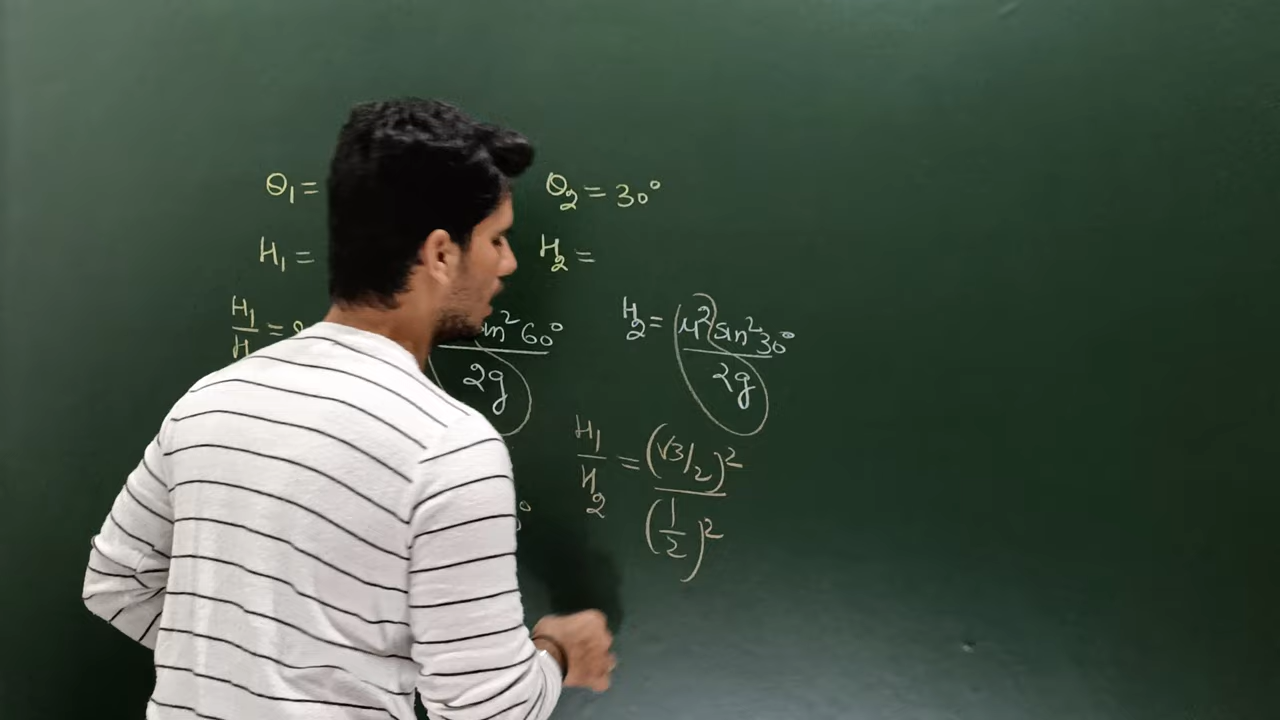 θ₁ =
θ₂ = 30°
H₁ =
H₂ =
H₁/H =
sin²60°/2g
H₂ = u²sin²30°/2g
H₁/H₂ = (√3/2)²/(1/2)²